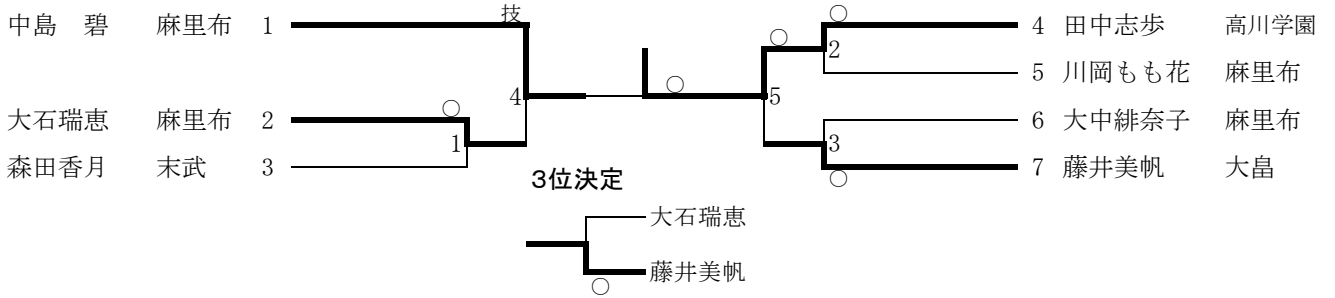 技
○
中島　碧　麻里布　1
4　田中志歩　高川学園
○
2
5　川岡もも花　麻里布
○
4
5
○
大石瑞恵　麻里布　2
6　大中緋奈子　麻里布
1
3
森田香月　末武　3
7　藤井美帆　大畠
○
3位決定
大石瑞恵
藤井美帆
○